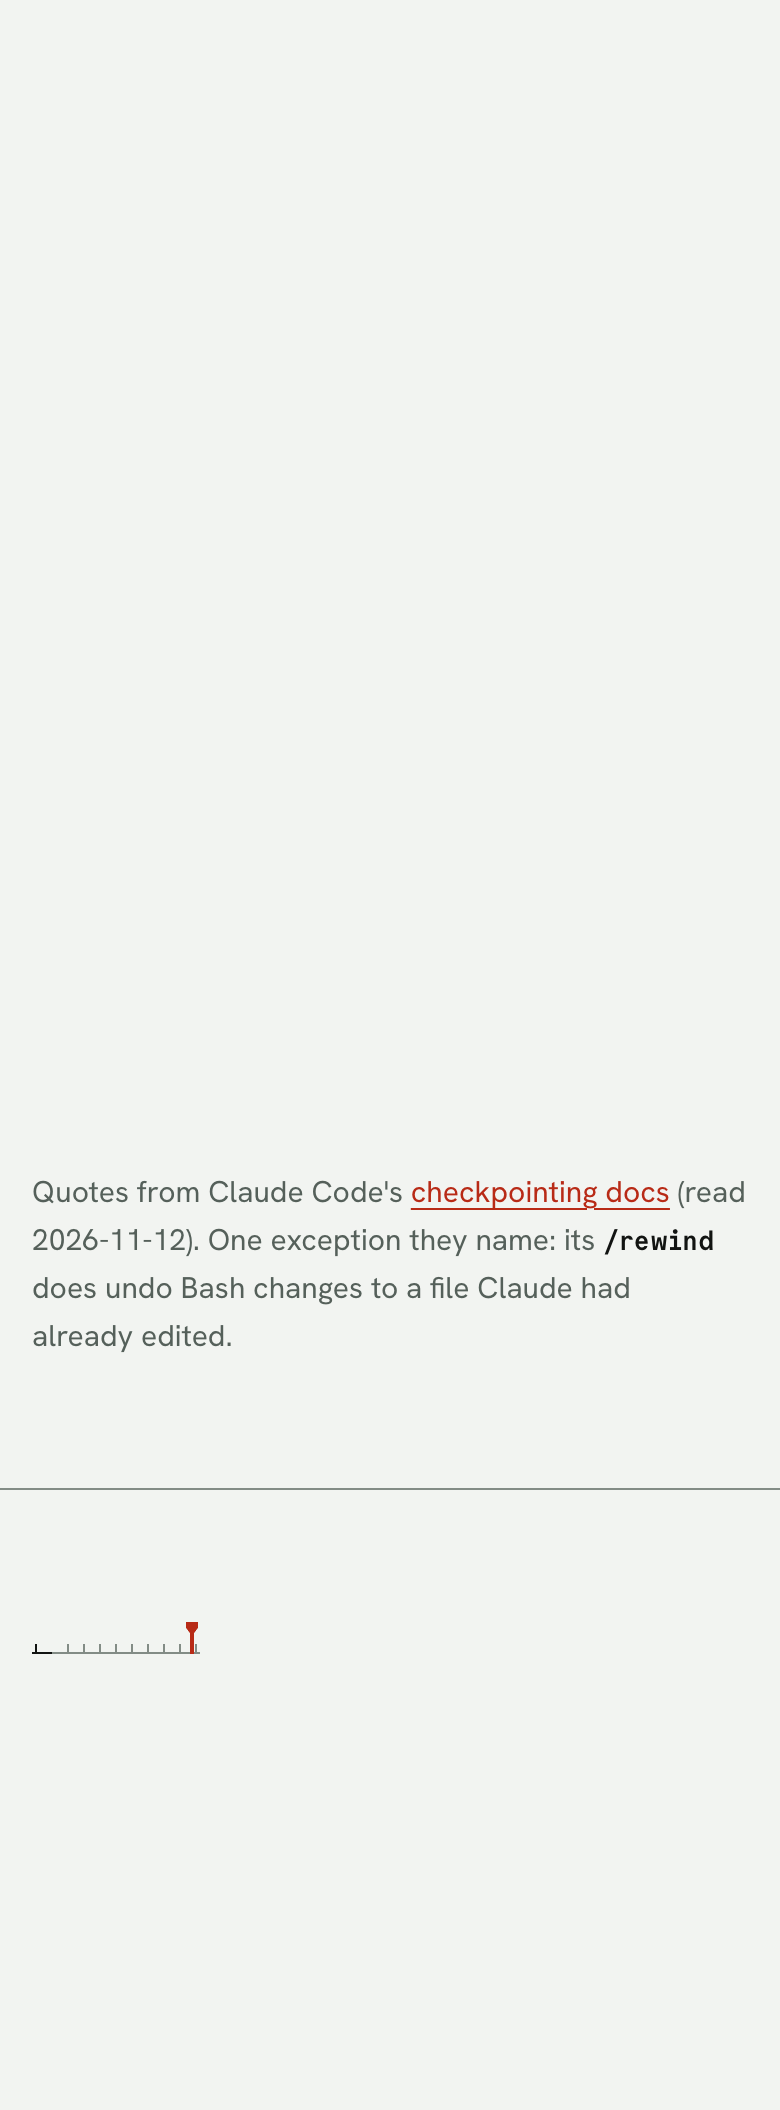 Quotes from Claude Code's checkpointing docs (read
2026-11-12). One exception they name: its /rewind
does undo Bash changes to a file Claude had
already edited.